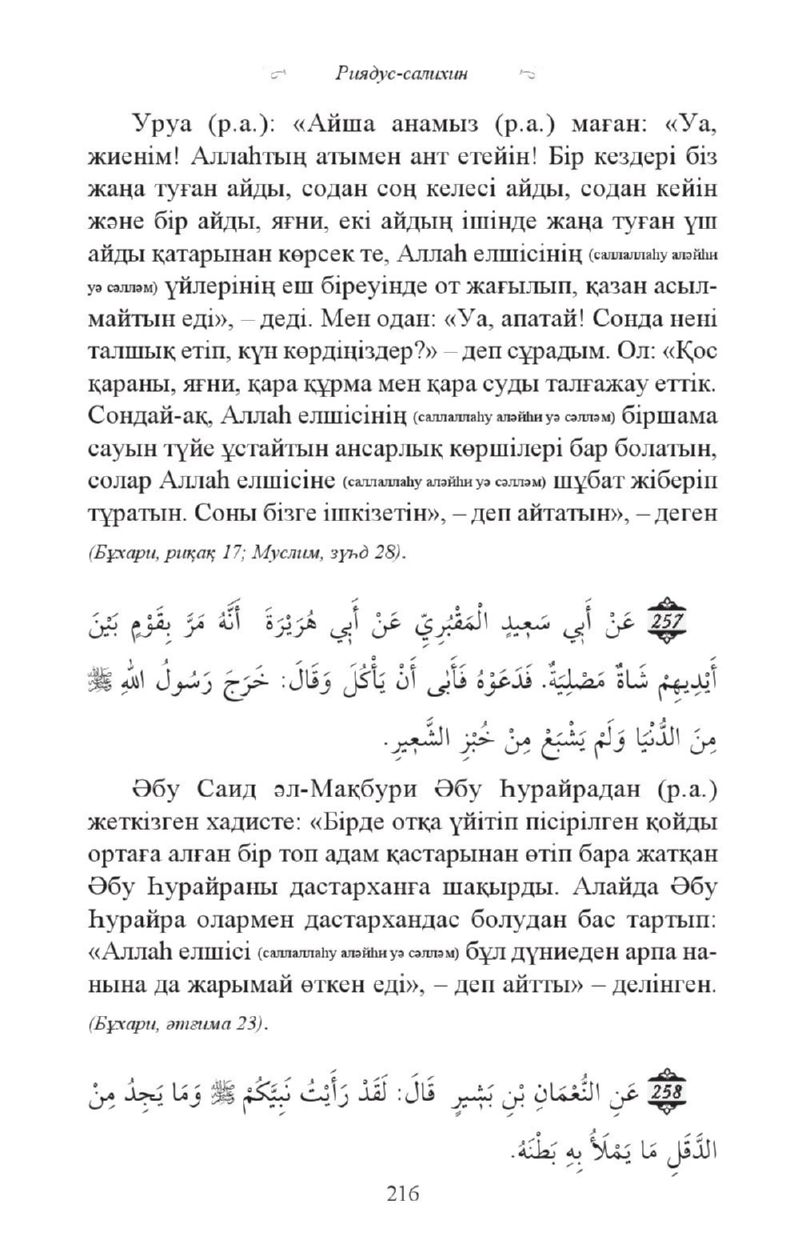 Риядус-салихин
Уруа (р.а.): «Айша анамыз (р.а.) маған: «Уа,
жиенім! Аллаһтың атымен ант етейін! Бір кездері біз
жаңа туған айды, содан соң келесі айды, содан кейін
және бір айды, яғни, екі айдың ішінде жаңа туған үш
айды қатарынан көрсек те, Аллаһ елшісінің (саллаллаһу аләйһи
уә сәлләм) үйлерінің еш біреуінде от жағылып, қазан асыл-
майтын еді», – деді. Мен одан: «Уа, апатай! Сонда нені
талшық етіп, күн көрдіңіздер?» – деп сұрадым. Ол: «Қос
қараны, яғни, қара құрма мен қара суды талғажау еттік.
Сондай-ақ, Аллаһ елшісінің (саллаллаһу аләйһи уә сәлләм) біршама
сауын түйе ұстайтын ансарлық көршілері бар болатын,
солар Аллаһ елшісіне (саллаллаһу аләйһи уә сәлләм) шұбат жіберіп
тұратын. Соны бізге ішкізетін», – деп айтатын», – деген
(Бұхари, риқақ 17; Муслим, зуһд 28).
257 عَنْ أَبِي سَعِيدٍ الْمَقْبُرِيِّ عَنْ أَبِي هُرَيْرَةَ أَنَّهُ مَرَّ بِقَوْمٍ بَيْنَ
أَيْدِيهِمْ شَاةٌ مَصْلِيَةٌ. فَدَعَوْهُ فَأَبَى أَنْ يَأْكُلَ وَقَالَ: خَرَجَ رَسُولُ اللهِ ﷺ
مِنَ الدُّنْيَا وَلَمْ يَشْبَعْ مِنْ خُبْزِ الشَّعِيرِ.
Әбу Саид әл-Мақбури Әбу Һурайрадан (р.а.)
жеткізген хадисте: «Бірде отқа үйітіп пісірілген қойды
ортаға алған бір топ адам қастарынан өтіп бара жатқан
Әбу Һурайраны дастарханға шақырды. Алайда Әбу
Һурайра олармен дастархандас болудан бас тартып:
«Аллаһ елшісі (саллаллаһу аләйһи уә сәлләм) бұл дүниеден арпа на-
нына да жарымай өткен еді», – деп айтты» – делінген.
(Бұхари, әтғима 23).
258 عَنِ النُّعْمَانِ بْنِ بَشِيرٍ قَالَ: لَقَدْ رَأَيْتُ نَبِيَّكُمْ ﷺ وَمَا يَجِدُ مِنْ
الدَّقَلِ مَا يَمْلَأُ بِهِ بَطْنَهُ.
216